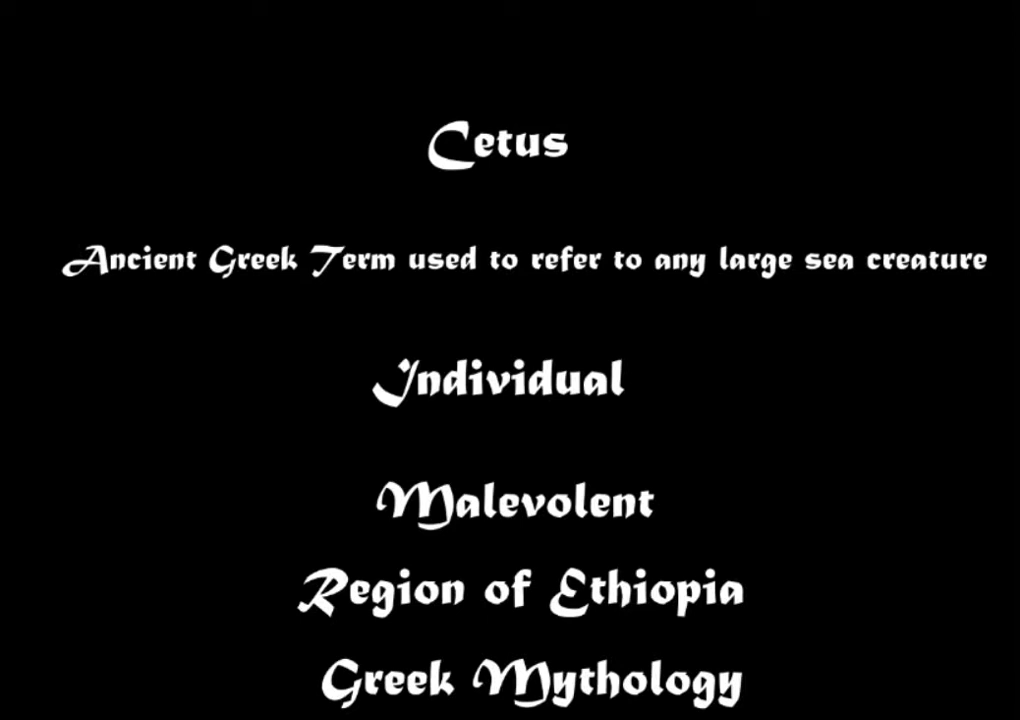 Cetus
Ancient Greek Term used to refer to any large sea creature
Individual
Malevolent
Region of Ethiopia
Greek Mythology